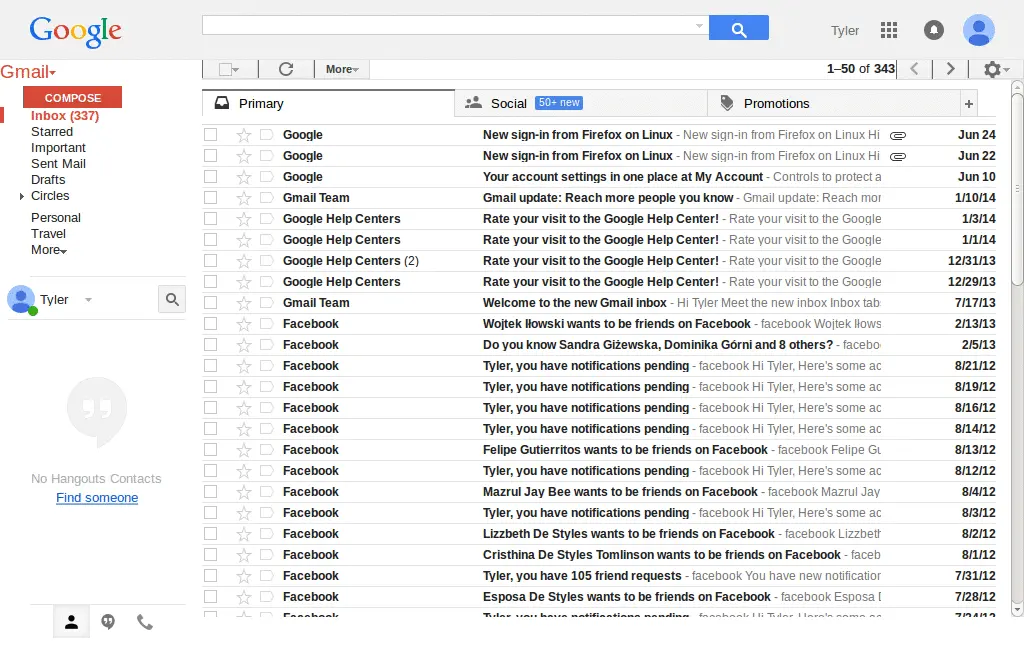 Google
Tyler
Gmail
More
1–50 of 343
COMPOSE
Inbox (337)
Starred
Important
Sent Mail
Drafts
Circles
Personal
Travel
More
Tyler
No Hangouts Contacts
Find someone
Primary
Social 50+ new
Promotions
+
Google New sign-in from Firefox on Linux - New sign-in from Firefox on Linux Hi Jun 24
Google New sign-in from Firefox on Linux - New sign-in from Firefox on Linux Hi Jun 22
Google Your account settings in one place at My Account - Controls to protect a Jun 10
Gmail Team Gmail update: Reach more people you know - Gmail update: Reach mor 1/10/14
Google Help Centers Rate your visit to the Google Help Center! - Rate your visit to the Google 1/3/14
Google Help Centers Rate your visit to the Google Help Center! - Rate your visit to the Google 1/1/14
Google Help Centers (2) Rate your visit to the Google Help Center! - Rate your visit to the Google 12/31/13
Google Help Centers Rate your visit to the Google Help Center! - Rate your visit to the Google 12/29/13
Gmail Team Welcome to the new Gmail inbox - Hi Tyler Meet the new inbox Inbox tab 7/17/13
Facebook Wojtek Iłowski wants to be friends on Facebook - facebook Wojtek Iłows 2/13/13
Facebook Do you know Sandra Giżewska, Dominika Górni and 8 others? - facebo 2/5/13
Facebook Tyler, you have notifications pending - facebook Hi Tyler, Here's some ac 8/21/12
Facebook Tyler, you have notifications pending - facebook Hi Tyler, Here's some ac 8/19/12
Facebook Tyler, you have notifications pending - facebook Hi Tyler, Here's some ac 8/16/12
Facebook Tyler, you have notifications pending - facebook Hi Tyler, Here's some ac 8/14/12
Facebook Felipe Gutierritos wants to be friends on Facebook - facebook Felipe Gu 8/13/12
Facebook Tyler, you have notifications pending - facebook Hi Tyler, Here's some ac 8/12/12
Facebook Mazrul Jay Bee wants to be friends on Facebook - facebook Mazrul Jay 8/4/12
Facebook Tyler, you have notifications pending - facebook Hi Tyler, Here's some ac 8/3/12
Facebook Lizzbeth De Styles wants to be friends on Facebook - facebook Lizzbeth 8/2/12
Facebook Cristhina De Styles Tomlinson wants to be friends on Facebook - faceb 8/1/12
Facebook Tyler, you have 105 friend requests - facebook You have new notification 7/31/12
Facebook Esposa De Styles wants to be friends on Facebook - facebook Esposa 7/28/12
Facebook Tyler, you have notifications pending - facebook Hi Tyler, Here's some ac